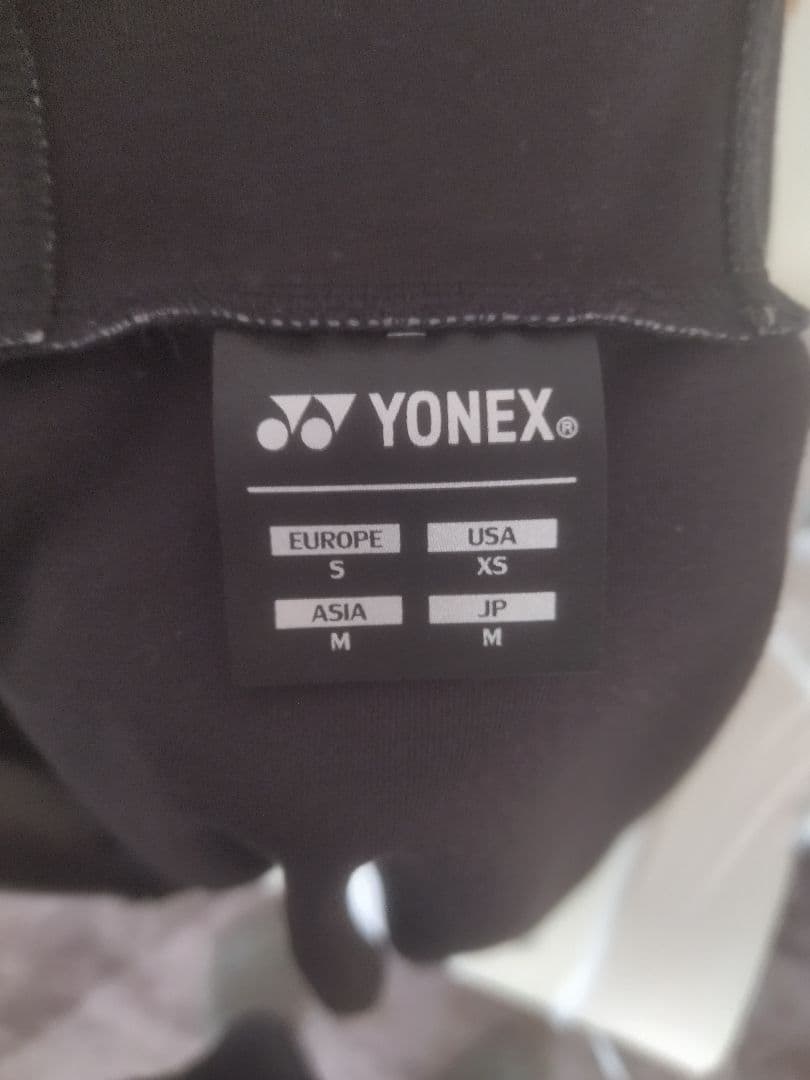 YONEX®
EUROPE USA
S XS
ASIA JP
M M